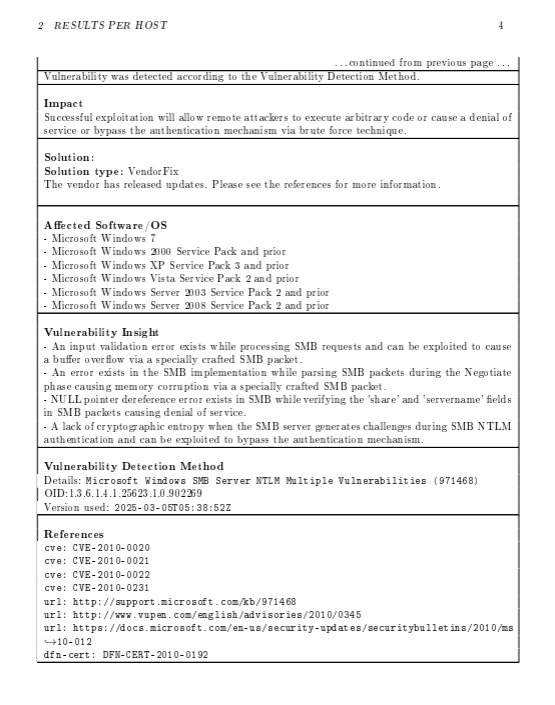 2 RESULTS PER HOST 4
...continued from previous page ...
Vulnerability was detected according to the Vulnerability Detection Method.
Impact
Successful exploitation will allow remote attackers to execute arbitrary code or cause a denial of
service or bypass the authentication mechanism via brute force technique.
Solution:
Solution type: VendorFix
The vendor has released updates. Please see the references for more information.
Affected Software/OS
- Microsoft Windows 7
- Microsoft Windows 2000 Service Pack and prior
- Microsoft Windows XP Service Pack 3 and prior
- Microsoft Windows Vista Service Pack 2 and prior
- Microsoft Windows Server 2003 Service Pack 2 and prior
- Microsoft Windows Server 2008 Service Pack 2 and prior
Vulnerability Insight
- An input validation error exists while processing SMB requests and can be exploited to cause
a buffer overflow via a specially crafted SMB packet.
- An error exists in the SMB implementation while parsing SMB packets during the Negotiate
phase causing memory corruption via a specially crafted SMB packet.
- NULL pointer dereference error exists in SMB while verifying the 'share' and 'servername' fields
in SMB packets causing denial of service.
- A lack of cryptographic entropy when the SMB server generates challenges during SMB NTLM
authentication and can be exploited to bypass the authentication mechanism.
Vulnerability Detection Method
Details: Microsoft Windows SMB Server NTLM Multiple Vulnerabilities (971468)
OID:1.3.6.1.4.1.25623.1.0.902269
Version used: 2025-03-05T05:38:52Z
References
cve: CVE-2010-0020
cve: CVE-2010-0021
cve: CVE-2010-0022
cve: CVE-2010-0231
url: http://support.microsoft.com/kb/971468
url: http://www.vupen.com/english/advisories/2010/0345
url: https://docs.microsoft.com/en-us/security-updates/securitybulletins/2010/ms
↪10-012
dfn-cert: DFN-CERT-2010-0192